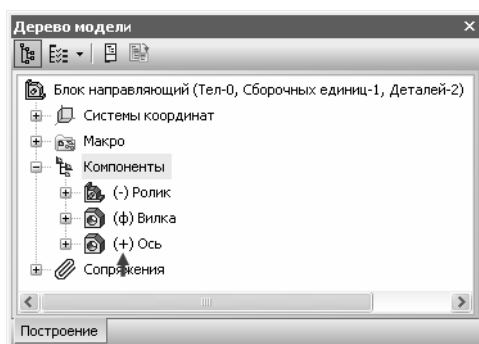 Дерево модели
Блок направляющий (Тел-0, Сборочных единиц-1, Деталей-2)
Системы координат
Макро
Компоненты
(-) Ролик
(ф) Вилка
(+) Ось
Сопряжения
Построение